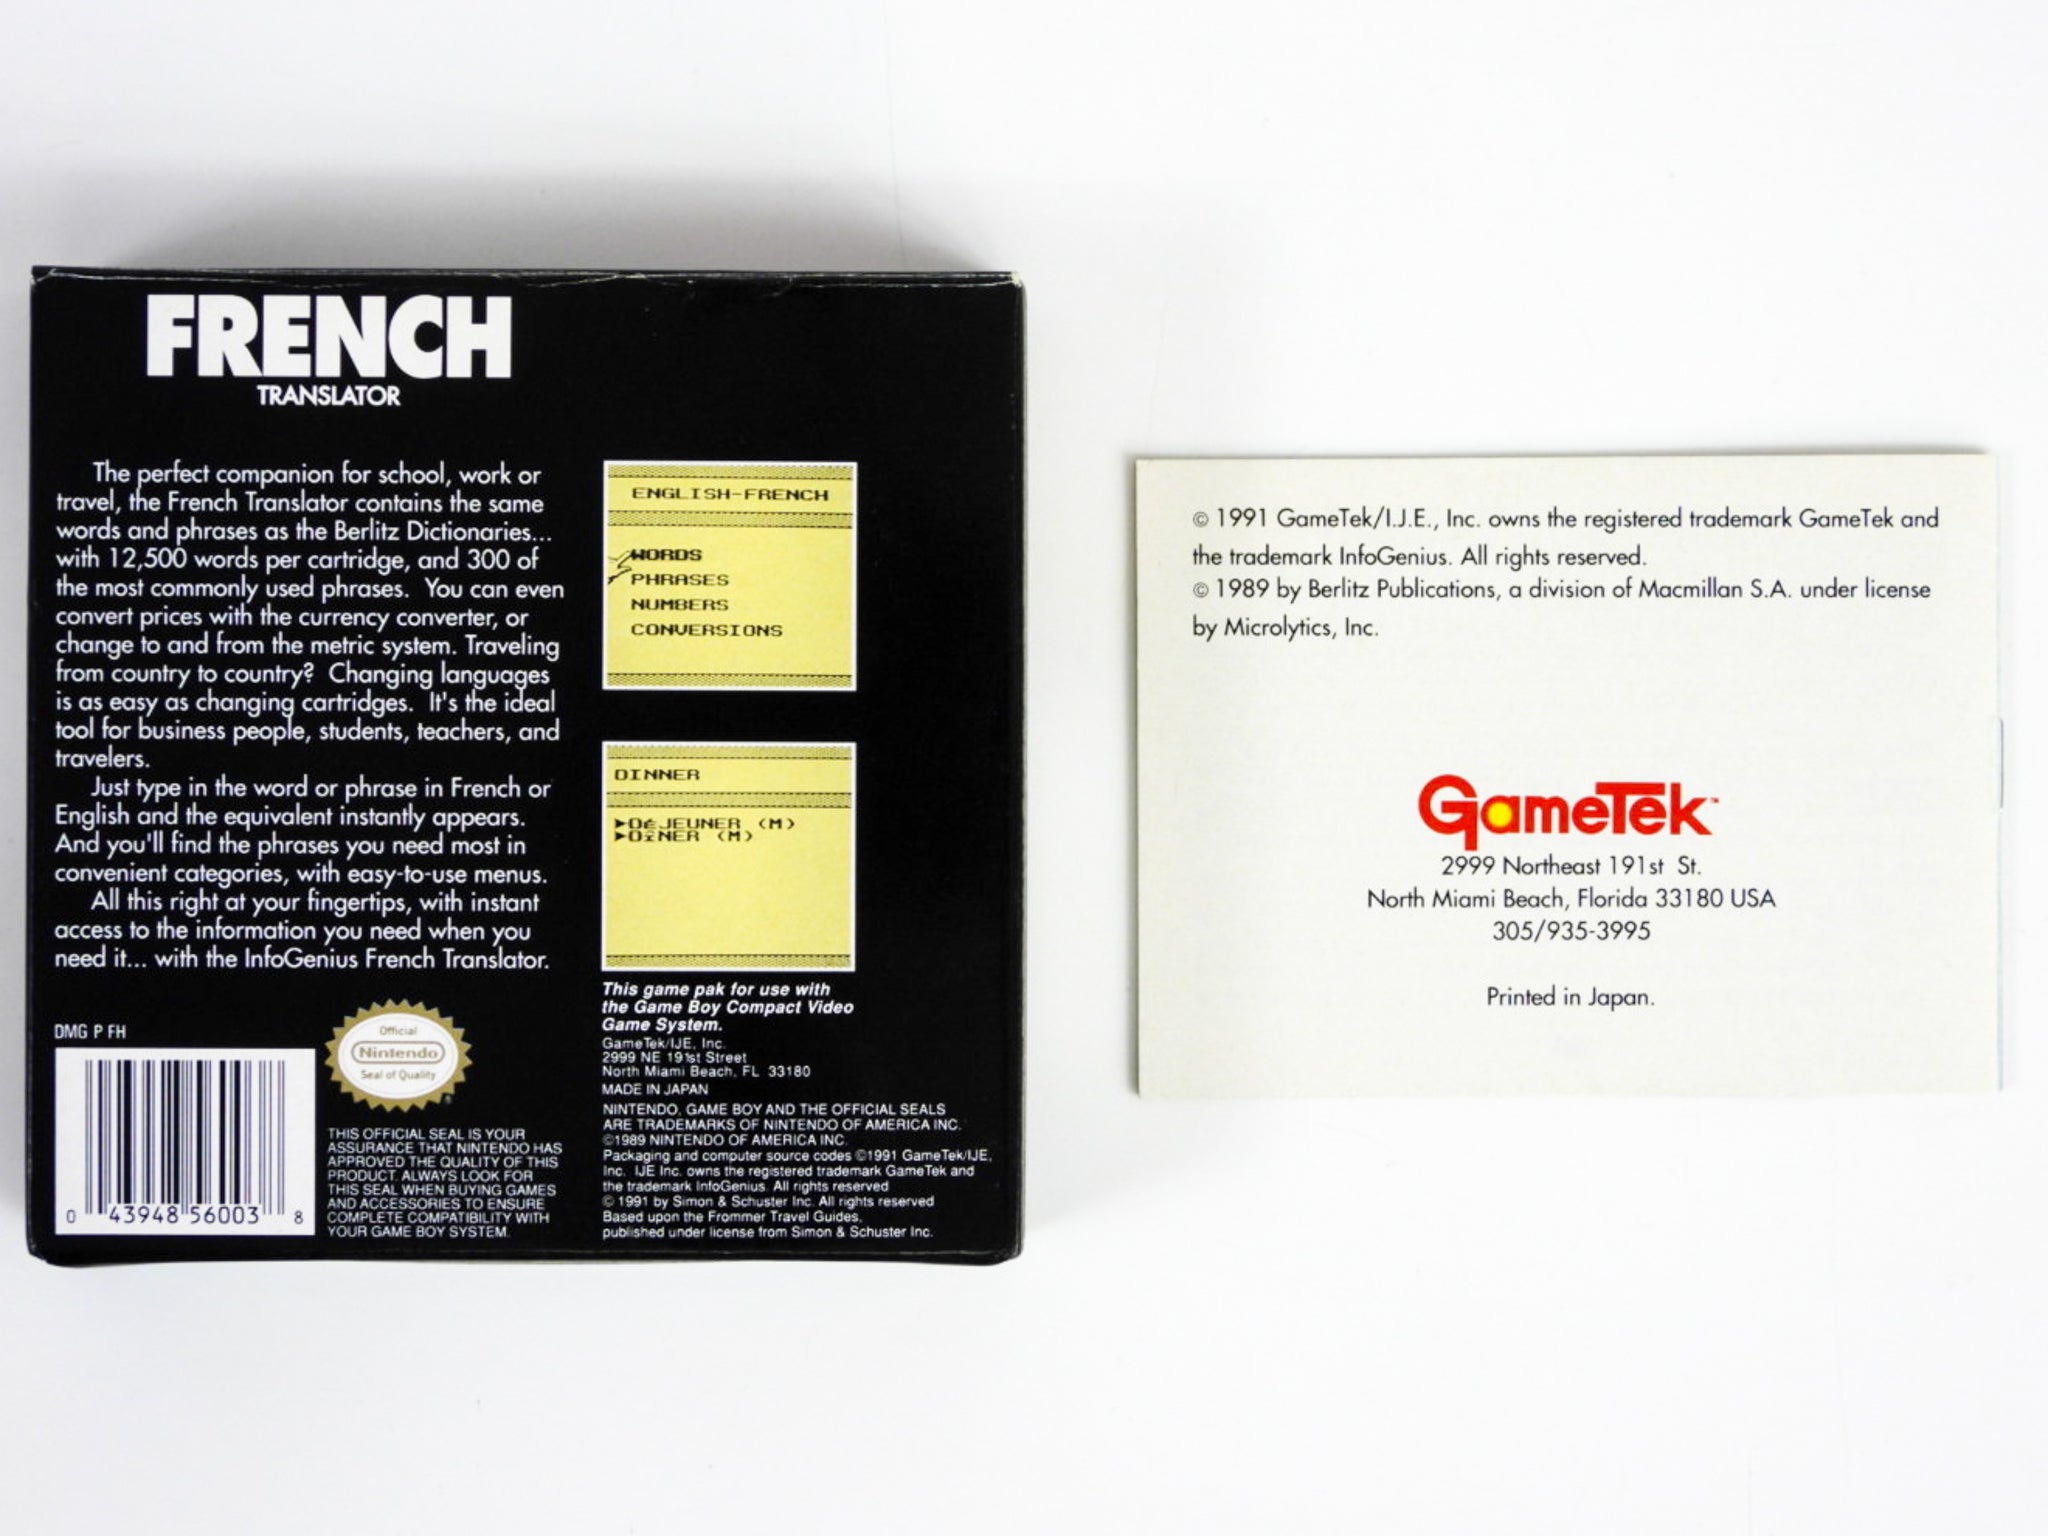 FRENCH
TRANSLATOR
The perfect companion for school, work or
travel, the French Translator contains the same
words and phrases as the Berlitz Dictionaries...
with 12,500 words per cartridge, and 300 of
the most commonly used phrases. You can even
convert prices with the currency converter, or
change to and from the metric system. Traveling
from country to country? Changing languages
is as easy as changing cartridges. It's the ideal
tool for business people, students, teachers, and
travelers.
Just type in the word or phrase in French or
English and the equivalent instantly appears.
And you'll find the phrases you need most in
convenient categories, with easy-to-use menus.
All this right at your fingertips, with instant
access to the information you need when you
need it... with the InfoGenius French Translator.
DMG P FH
0 43948 56003 8
Official
Nintendo
Seal of Quality
THIS OFFICIAL SEAL IS YOUR
ASSURANCE THAT NINTENDO HAS
APPROVED THE QUALITY OF THIS
PRODUCT. ALWAYS LOOK FOR
THIS SEAL WHEN BUYING GAMES
AND ACCESSORIES TO ENSURE
COMPLETE COMPATIBILITY WITH
YOUR GAME BOY SYSTEM.
ENGLISH-FRENCH
WORDS
PHRASES
NUMBERS
CONVERSIONS
DINNER
►DéJEUNER (M)
►DîNER (M)
This game pak for use with
the Game Boy Compact Video
Game System.
GameTek/IJE, Inc.
2999 NE 191st Street
North Miami Beach, FL 33180
MADE IN JAPAN
NINTENDO, GAME BOY AND THE OFFICIAL SEALS
ARE TRADEMARKS OF NINTENDO OF AMERICA INC.
©1989 NINTENDO OF AMERICA INC.
Packaging and computer source codes ©1991 GameTek/IJE,
Inc. IJE Inc. owns the registered trademark GameTek and
the trademark InfoGenius. All rights reserved
© 1991 by Simon & Schuster Inc. All rights reserved
Based upon the Frommer Travel Guides.
published under license from Simon & Schuster Inc.
© 1991 GameTek/I.J.E., Inc. owns the registered trademark GameTek and
the trademark InfoGenius. All rights reserved.
© 1989 by Berlitz Publications, a division of Macmillan S.A. under license
by Microlytics, Inc.
GameTek™
2999 Northeast 191st St.
North Miami Beach, Florida 33180 USA
305/935-3995
Printed in Japan.